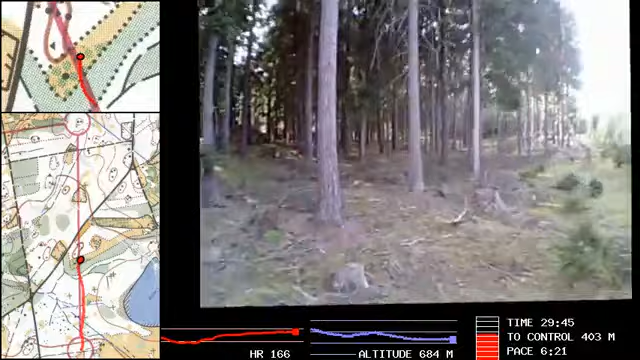 TIME 29:45
TO CONTROL 403 M
PACE 6:21
HR 166
ALTITUDE 684 M